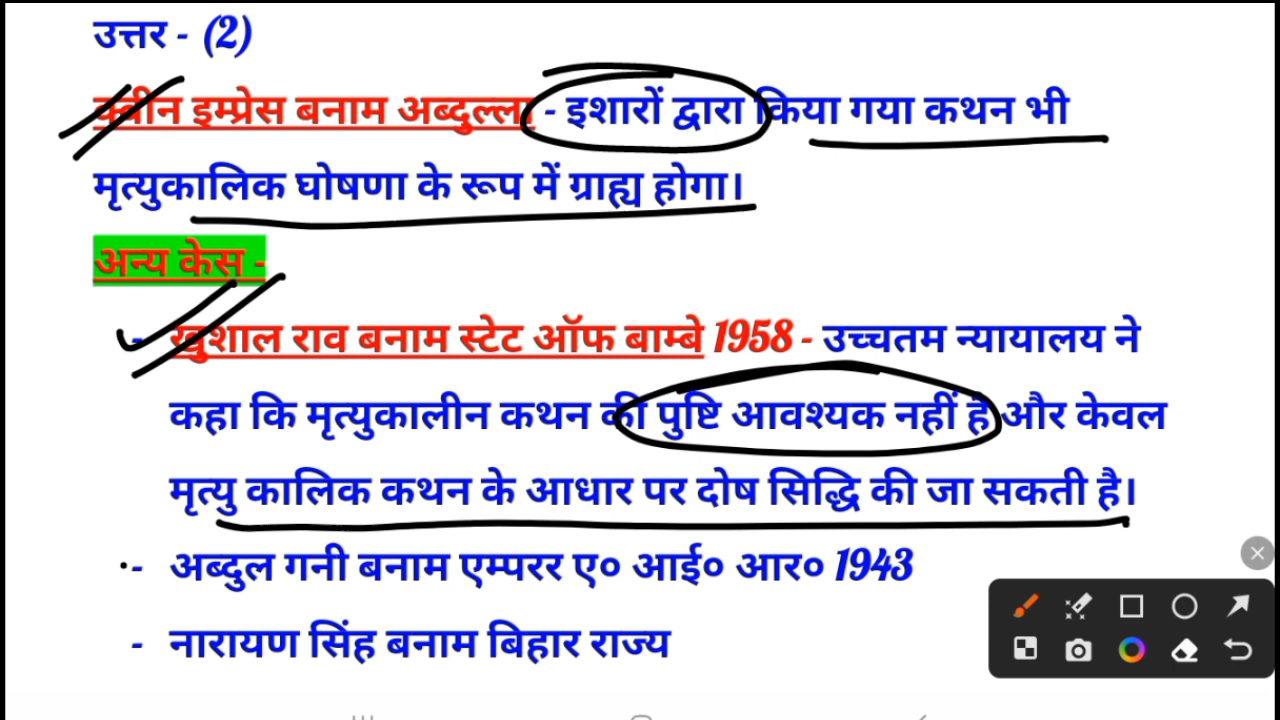 उत्तर - (2)
क्वीन इम्प्रेस बनाम अब्दुल्ला - इशारों द्वारा किया गया कथन भी
मृत्युकालिक घोषणा के रूप में ग्राह्य होगा।
अन्य केस -
- खुशाल राव बनाम स्टेट ऑफ बाम्बे 1958 - उच्चतम न्यायालय ने
कहा कि मृत्युकालीन कथन की पुष्टि आवश्यक नहीं है और केवल
मृत्यु कालिक कथन के आधार पर दोष सिद्धि की जा सकती है।
- अब्दुल गनी बनाम एम्परर ए० आई० आर० 1943
- नारायण सिंह बनाम बिहार राज्य